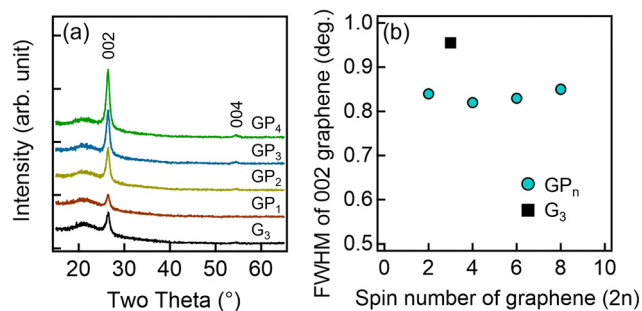 (a)
002
004
GP4
GP3
GP2
GP1
G3
Intensity (arb. unit)
20 30 40 50 60
Two Theta (°)
(b)
FWHM of 002 graphene (deg.)
1.0
0.9
0.8
0.7
0.6
0.5
GPn
G3
0 2 4 6 8 10
Spin number of graphene (2n)